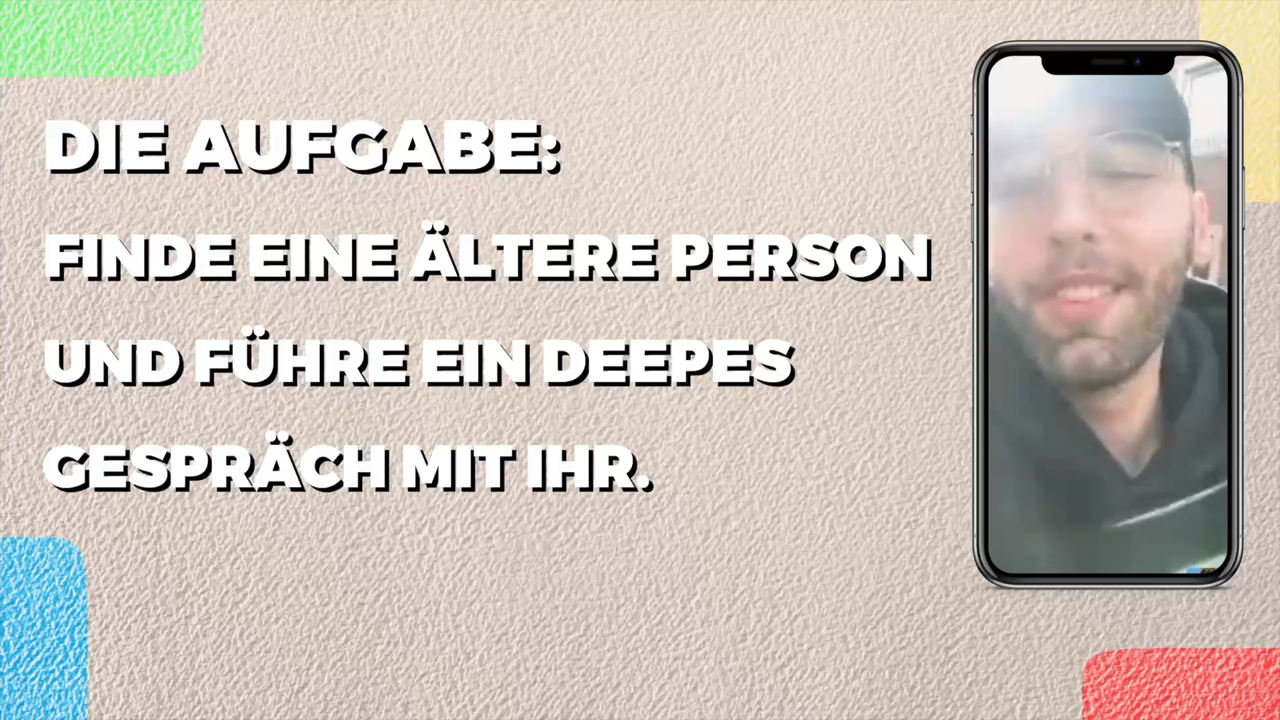 DIE AUFGABE:
FINDE EINE ÄLTERE PERSON
UND FÜHRE EIN DEEPES
GESPRÄCH MIT IHR.